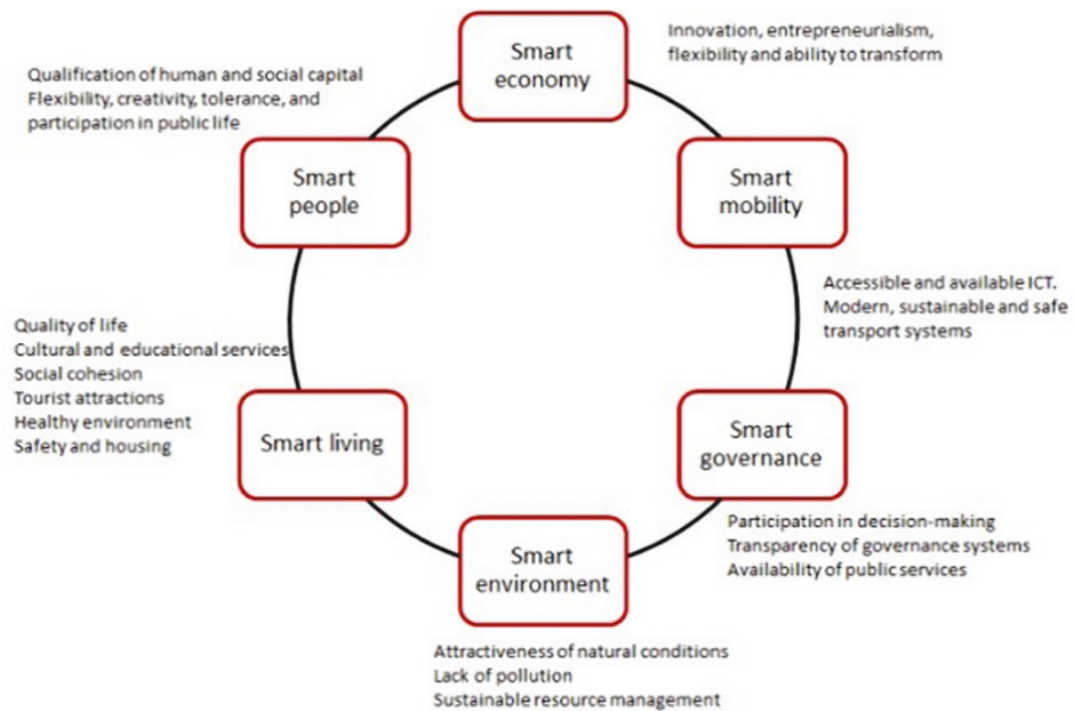 Smart
economy
Innovation, entrepreneurialism,
flexibility and ability to transform
Smart
mobility
Accessible and available ICT.
Modern, sustainable and safe
transport systems
Smart
governance
Participation in decision-making
Transparency of governance systems
Availability of public services
Smart
environment
Attractiveness of natural conditions
Lack of pollution
Sustainable resource management
Smart living
Quality of life
Cultural and educational services
Social cohesion
Tourist attractions
Healthy environment
Safety and housing
Smart
people
Qualification of human and social capital
Flexibility, creativity, tolerance, and
participation in public life